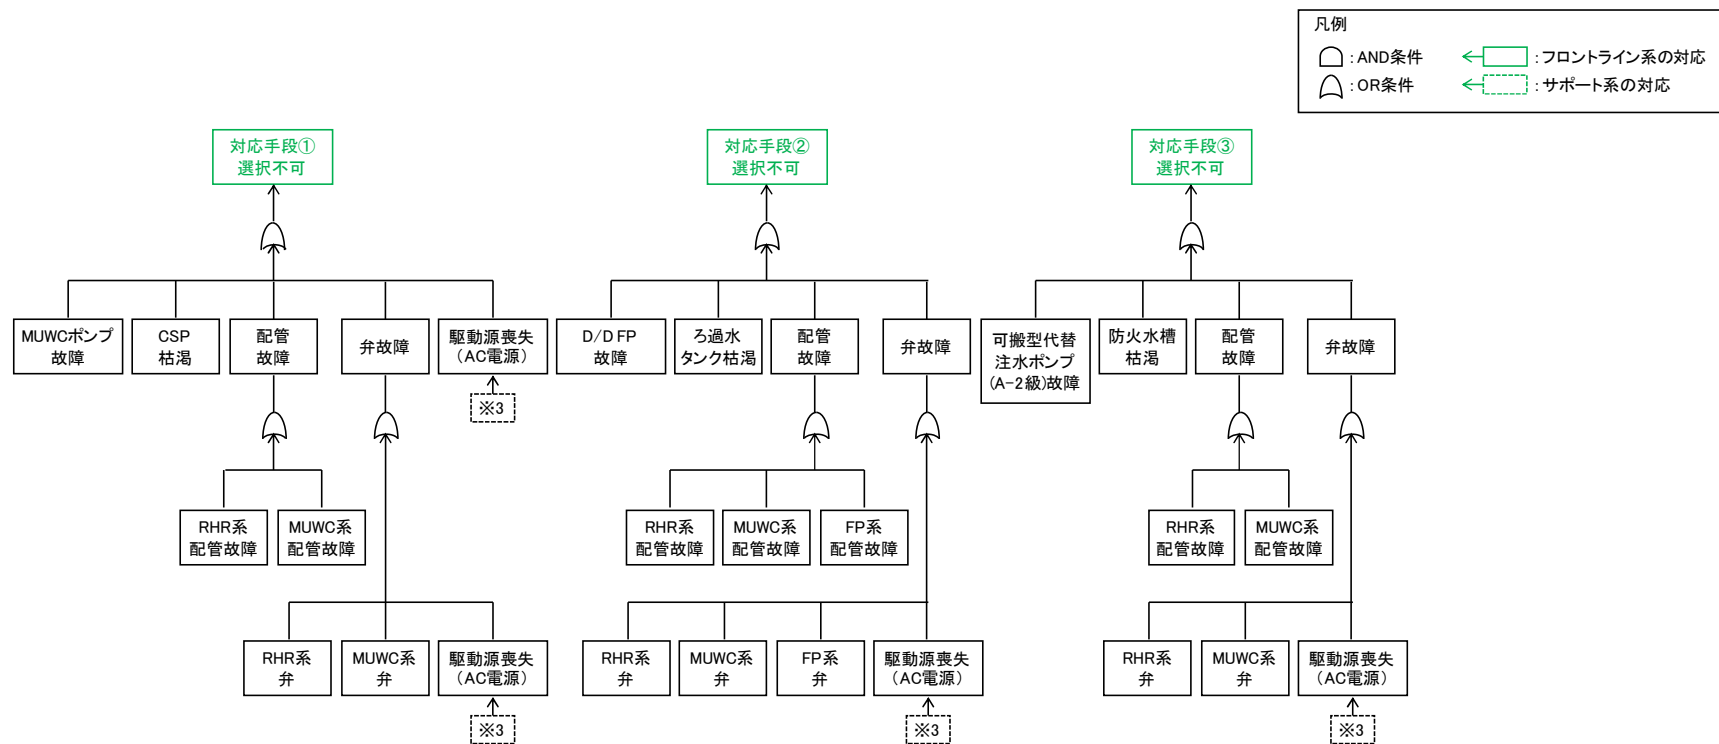 凡例
：AND条件
：フロントライン系の対応
：OR条件
：サポート系の対応
対応手段①
選択不可
対応手段②
選択不可
対応手段③
選択不可
MUWCポンプ
故障
CSP
枯渇
配管
故障
弁故障
駆動源喪失
（AC電源）
※3
D/D FP
故障
ろ過水
タンク枯渇
配管
故障
弁故障
可搬型代替
注水ポンプ
(A-2級)故障
防火水槽
枯渇
配管
故障
弁故障
RHR系
配管故障
MUWC系
配管故障
RHR系
配管故障
MUWC系
配管故障
FP系
配管故障
RHR系
配管故障
MUWC系
配管故障
RHR系
弁
MUWC系
弁
駆動源喪失
（AC電源）
※3
RHR系
弁
MUWC系
弁
FP系
弁
駆動源喪失
（AC電源）
※3
RHR系
弁
MUWC系
弁
駆動源喪失
（AC電源）
※3